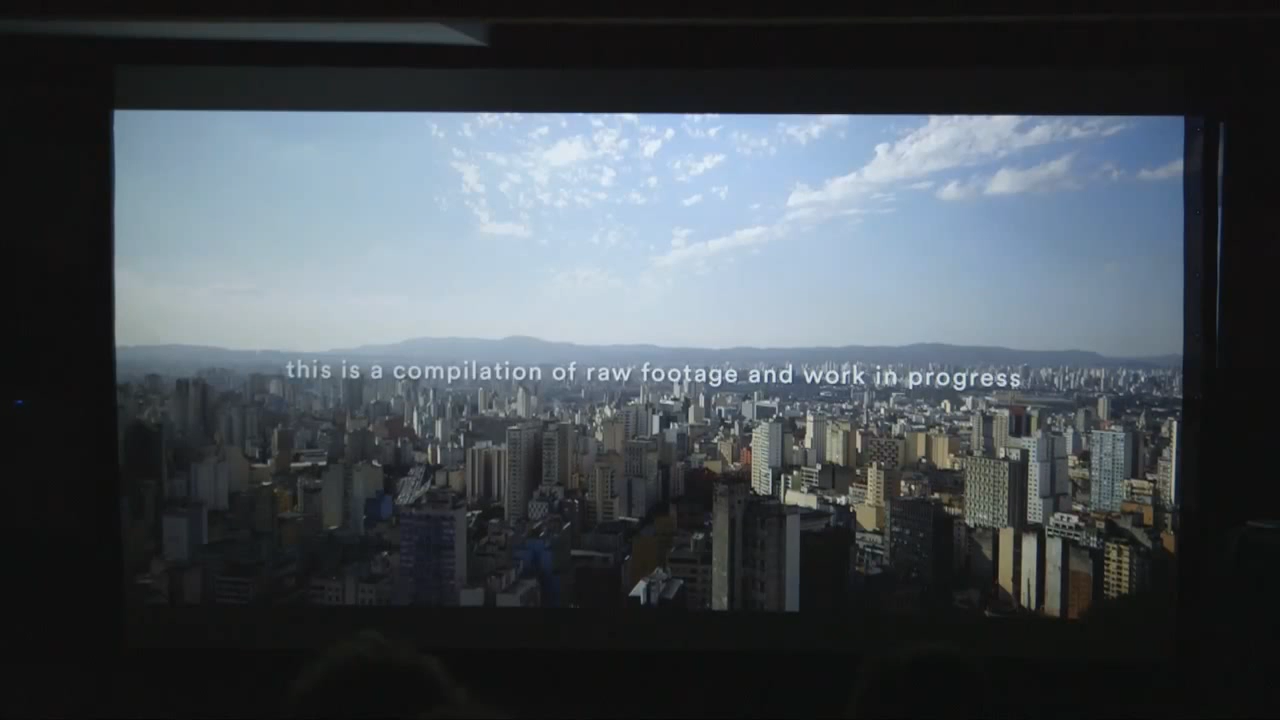 this is a compilation of raw footage and work in progress